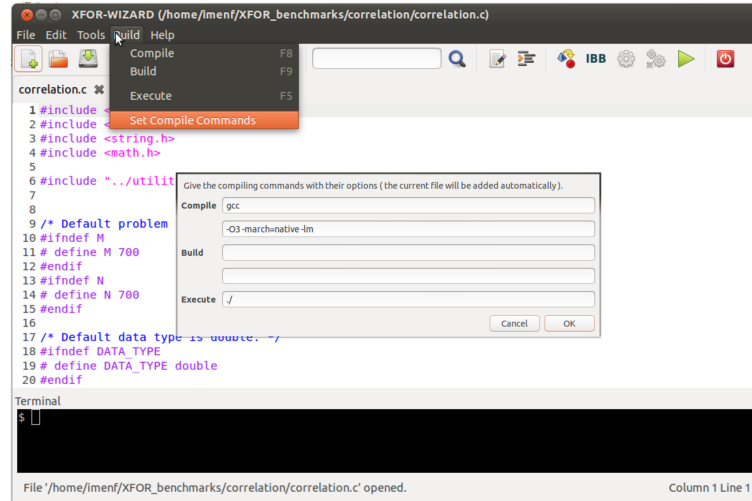 XFOR-WIZARD (/home/imenf/XFOR_benchmarks/correlation/correlation.c)
File Edit Tools Build Help
Compile F8
Build F9
Execute F5
Set Compile Commands
IBB
correlation.c
1 #include <
2 #include <
3 #include <string.h>
4 #include <math.h>
5
6 #include "../utilit
7
8
9 /* Default problem
10 #ifndef M
11 # define M 700
12 #endif
13 #ifndef N
14 # define N 700
15 #endif
16
17 /* Default data type is double. */
18 #ifndef DATA_TYPE
19 # define DATA_TYPE double
20 #endif
Give the compiling commands with their options ( the current file will be added automatically ).
Compile gcc
-O3 -march=native -lm
Build
Execute ./
Cancel OK
Terminal
$
File '/home/imenf/XFOR_benchmarks/correlation/correlation.c' opened.
Column 1 Line 1